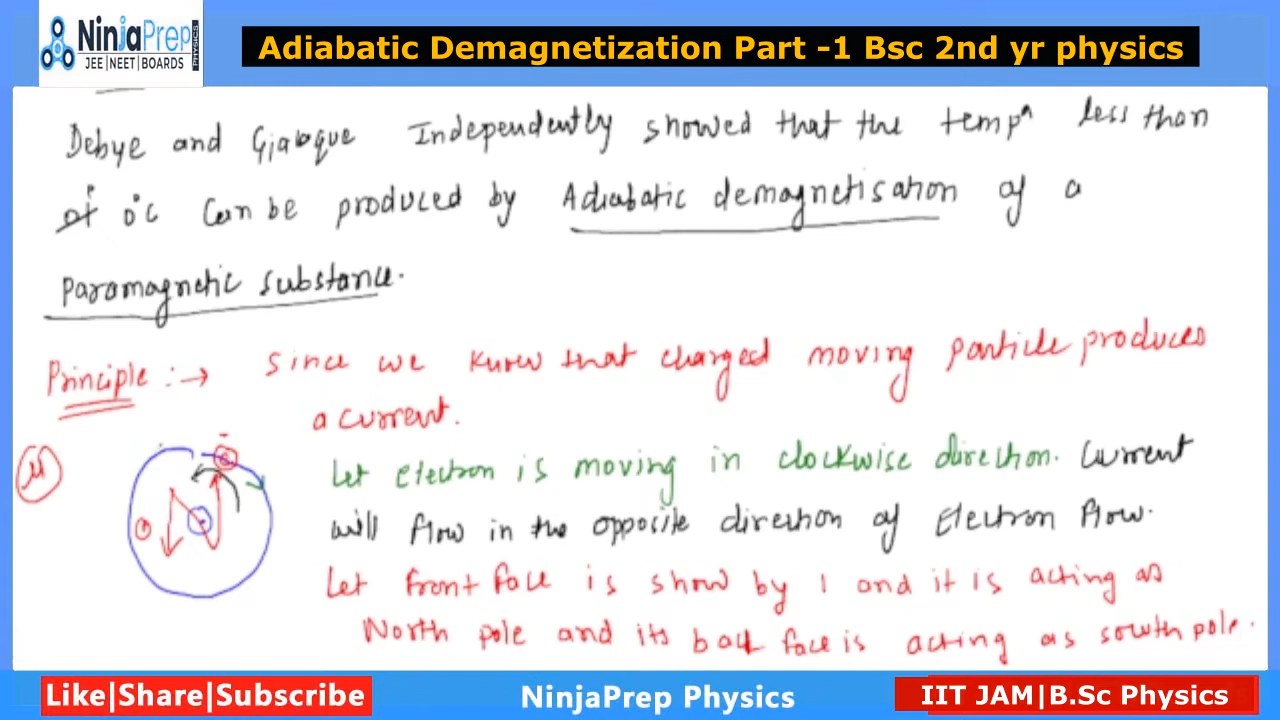 NinjaPrep
JEE|NEET|BOARDS
PHYSICS
Adiabatic Demagnetization Part -1 Bsc 2nd yr physics
Debye and Giaoque Independently showed that the tempn less than
0°C Can be produced by Adiabatic demagnetisation of a
Paramagnetic substance.
Principle :→ Since we know that charged moving particle produces
a current.
Let electron is moving in clockwise direction. Current
will flow in the opposite direction of Electron flow.
Let front face is show by 1 and it is acting as
North pole and its back face is acting as south pole.
N
Like|Share|Subscribe
NinjaPrep Physics
IIT JAM|B.Sc Physics